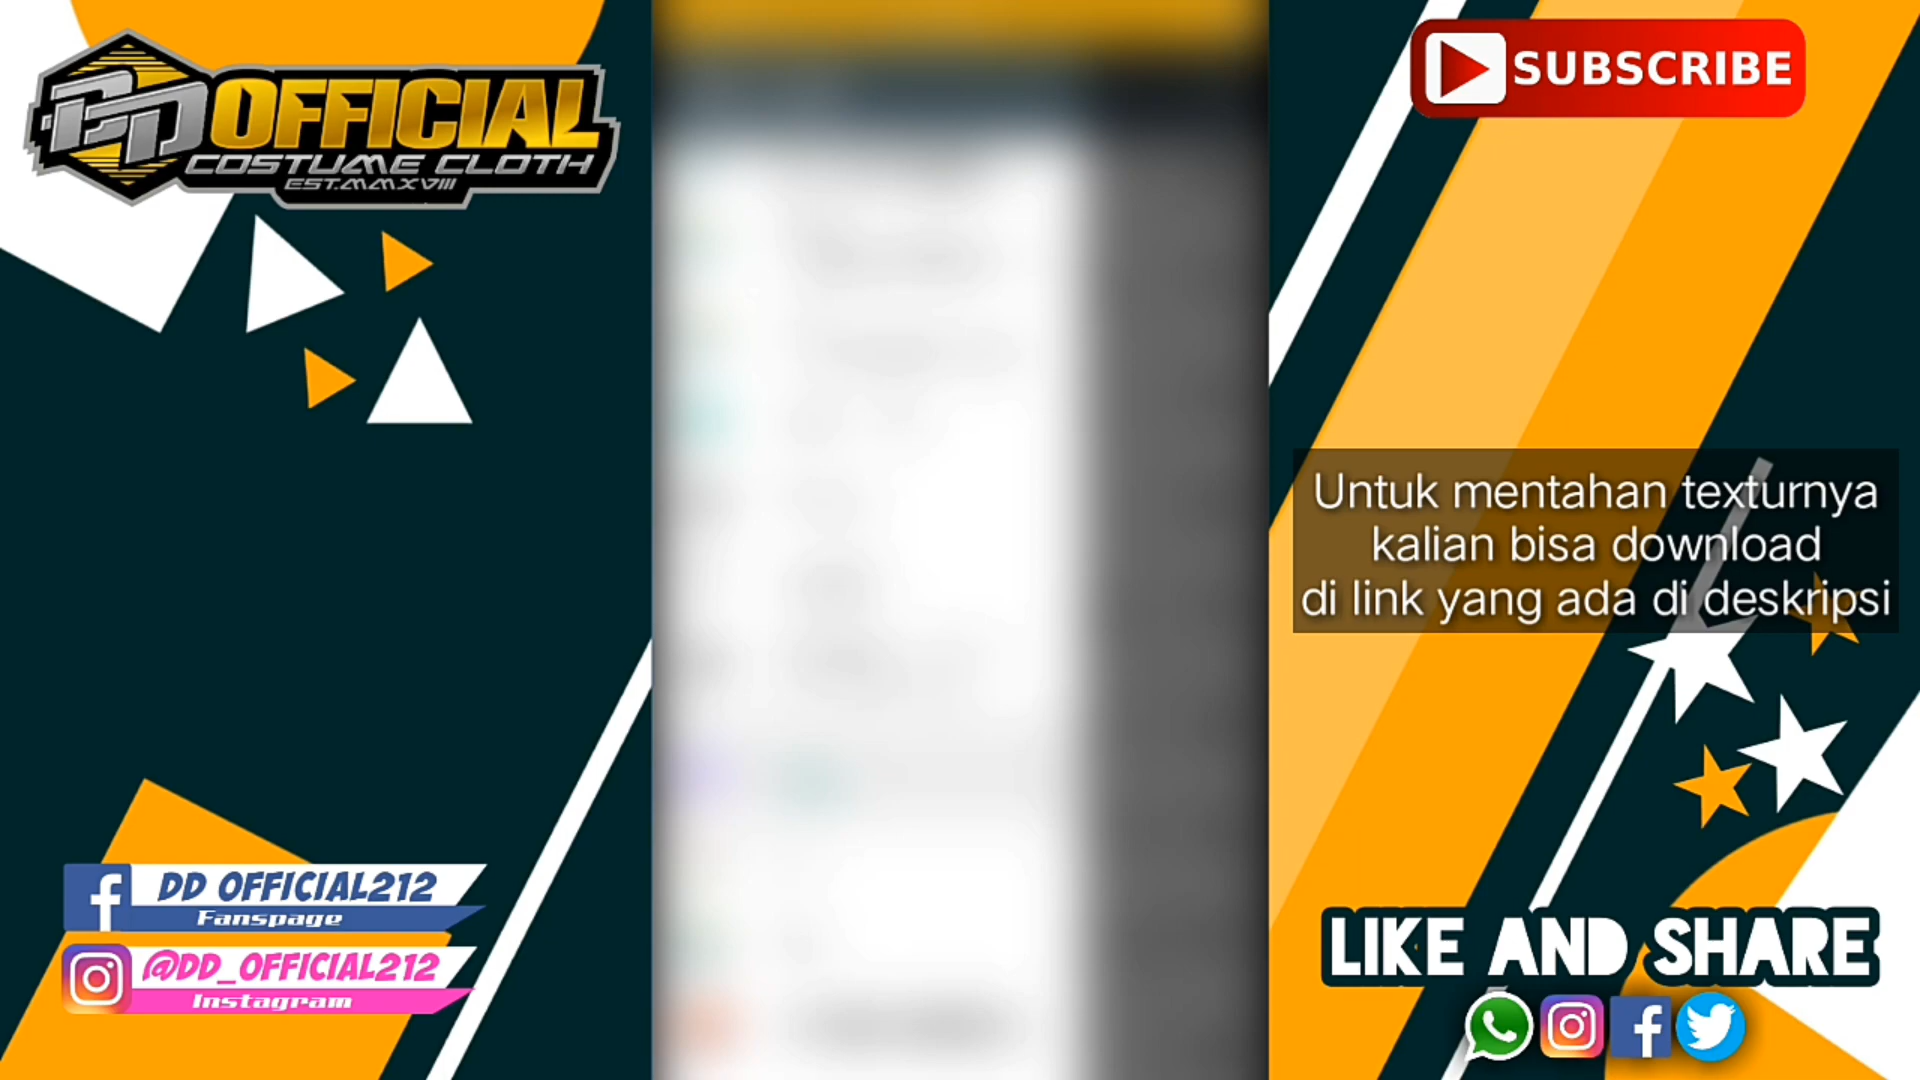 DD OFFICIAL
COSTUME CLOTH
EST.MMXVIII
SUBSCRIBE
Untuk mentahan texturnya
kalian bisa download
di link yang ada di deskripsi
DD OFFICIAL212
Fanspage
@DD_OFFICIAL212
Instagram
LIKE AND SHARE